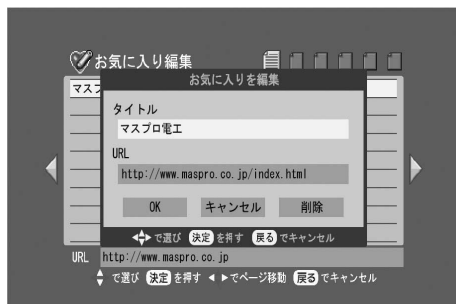 お気に入り編集
お気に入りを編集
マスプ
タイトル
マスプロ電工
URL
http://www.maspro.co.jp/index.html
OK キャンセル 削除
で選び 決定 を押す 戻る でキャンセル
URL http://www.maspro.co.jp
で選び 決定 を押す でページ移動 戻る でキャンセル